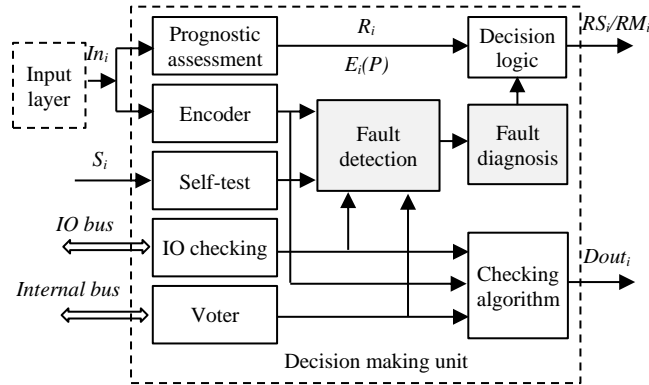 Prognostic
assessment
R_i
Decision
logic
RS_i/RM_i
In_i
Input
layer
E_i(P)
Encoder
Fault
detection
Fault
diagnosis
S_i
Self-test
IO bus
IO checking
Checking
algorithm
Dout_i
Internal bus
Voter
Decision making unit